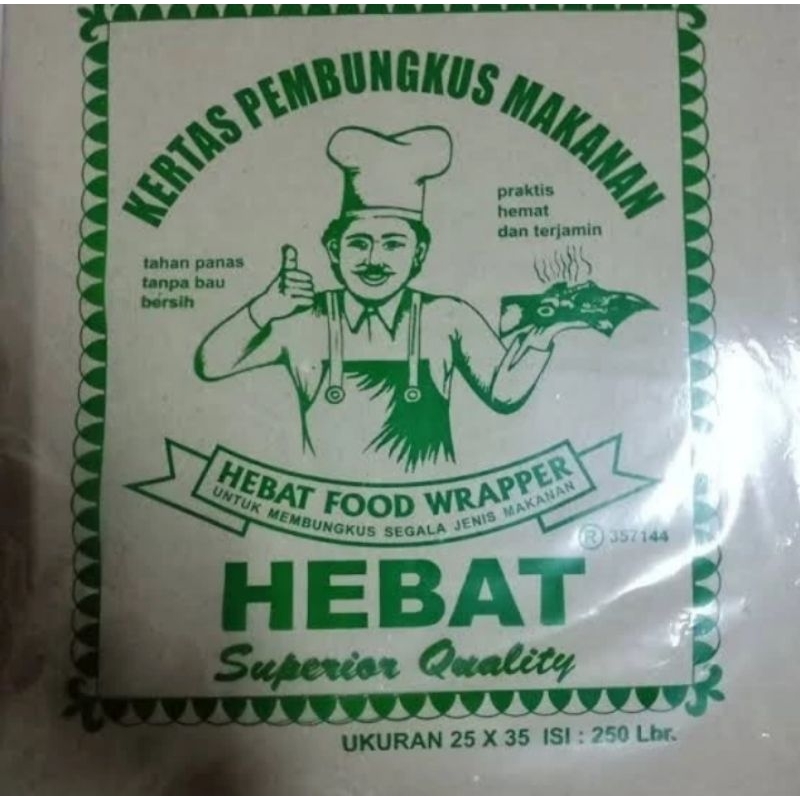 KERTAS PEMBUNGKUS MAKANAN
praktis
hemat
dan terjamin
tahan panas
tanpa bau
bersih
HEBAT FOOD WRAPPER
UNTUK MEMBUNGKUS SEGALA JENIS MAKANAN
® 357144
HEBAT
Superior Quality
UKURAN 25 X 35 ISI : 250 Lbr.